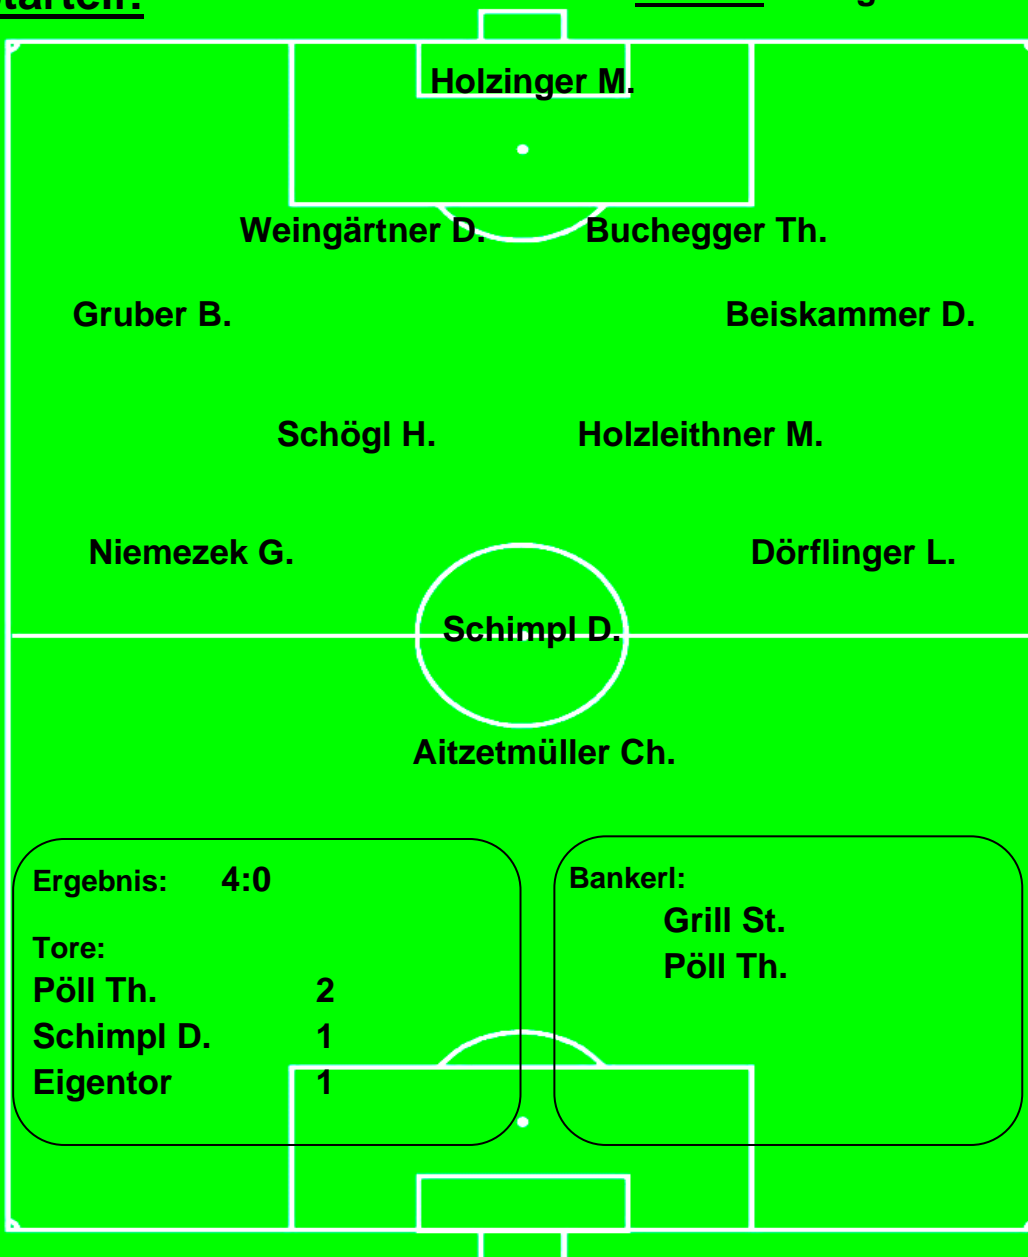 Holzinger M.
Weingärtner D. Buchegger Th.
Gruber B. Beiskammer D.
Schögl H. Holzleithner M.
Niemezek G. Dörflinger L.
Schimpl D.
Aitzetmüller Ch.
Ergebnis: 4:0
Tore:
Pöll Th. 2
Schimpl D. 1
Eigentor 1
Bankerl:
Grill St.
Pöll Th.